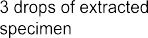 3 drops of extracted
specimen